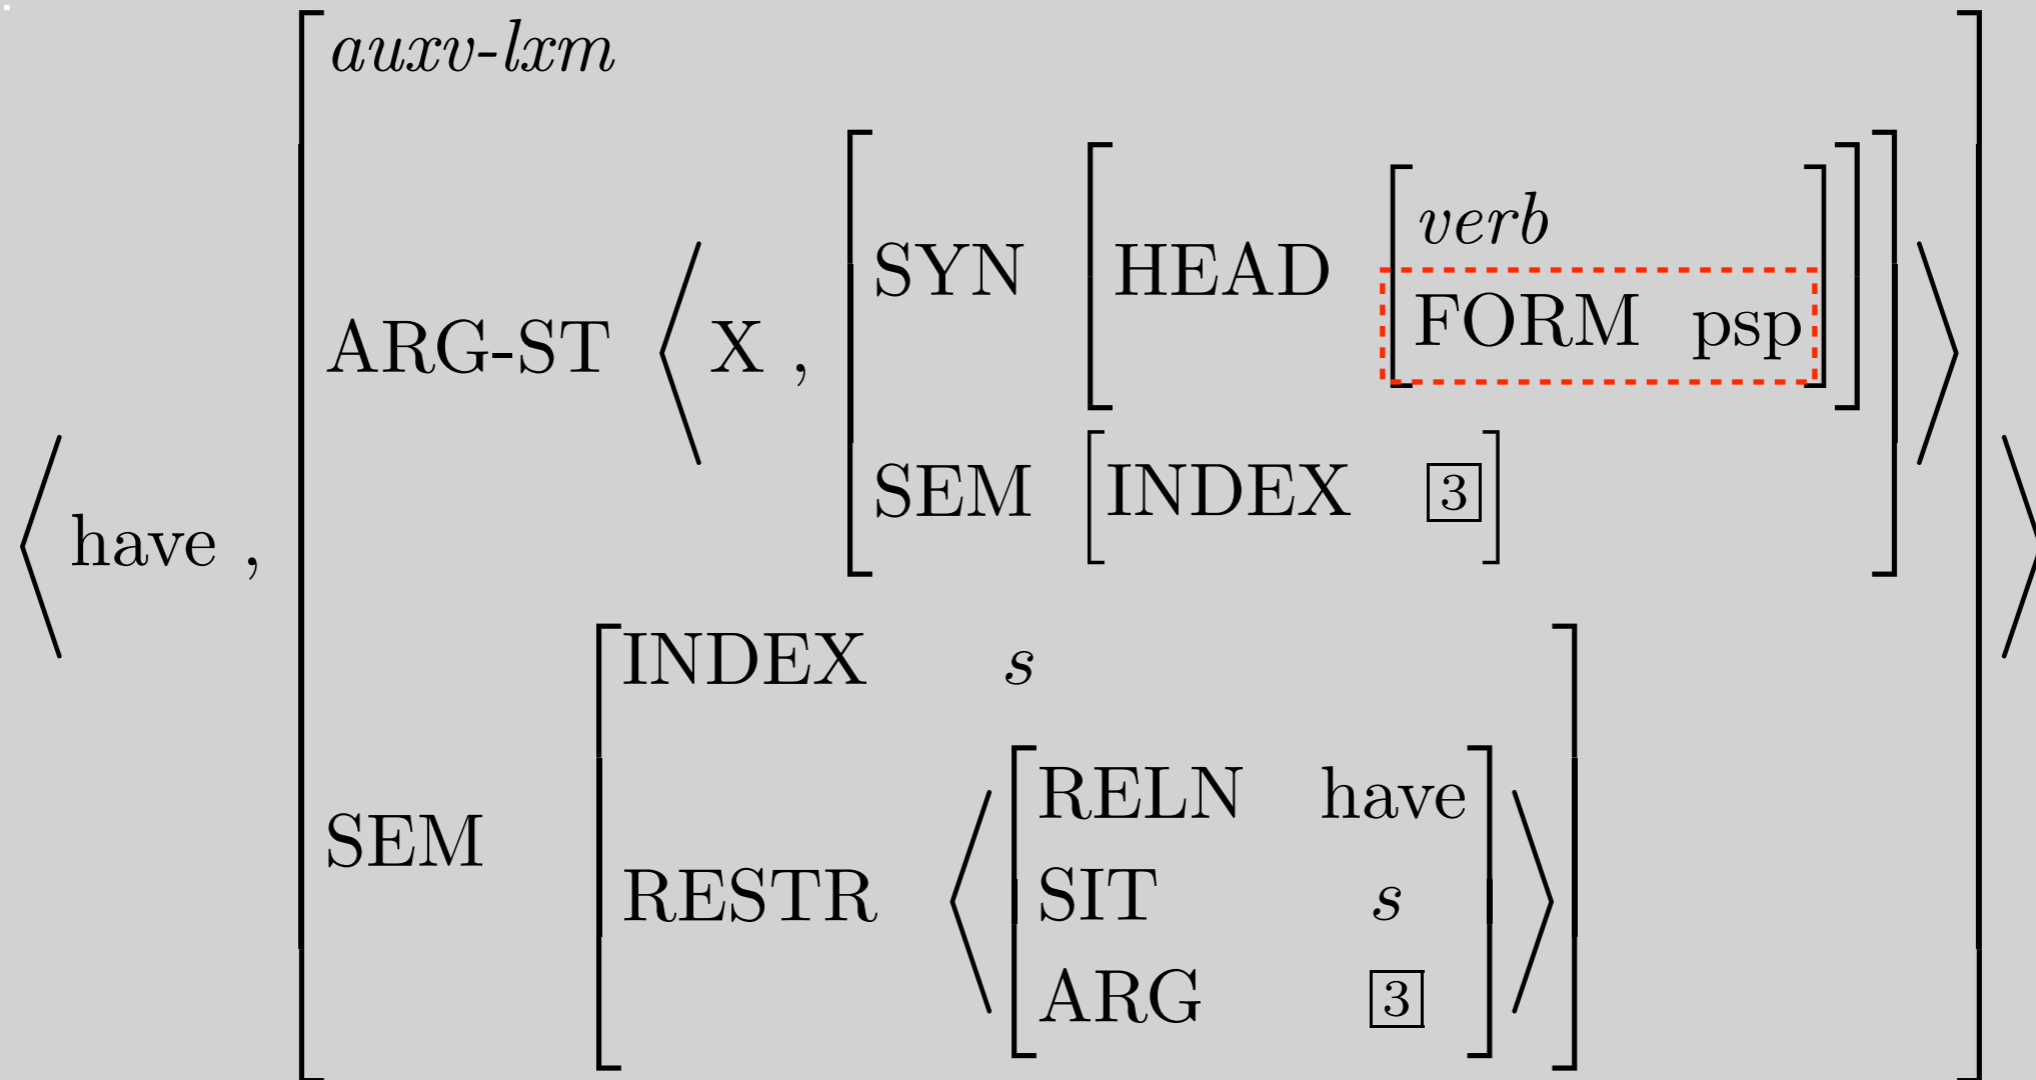 auxv-lxm
verb
SYN HEAD
FORM psp
ARG-ST ⟨ X ,
SEM INDEX 3 ⟩
⟨ have ,
INDEX s
RELN have
SEM
RESTR ⟨ SIT s ⟩
ARG 3 ⟩